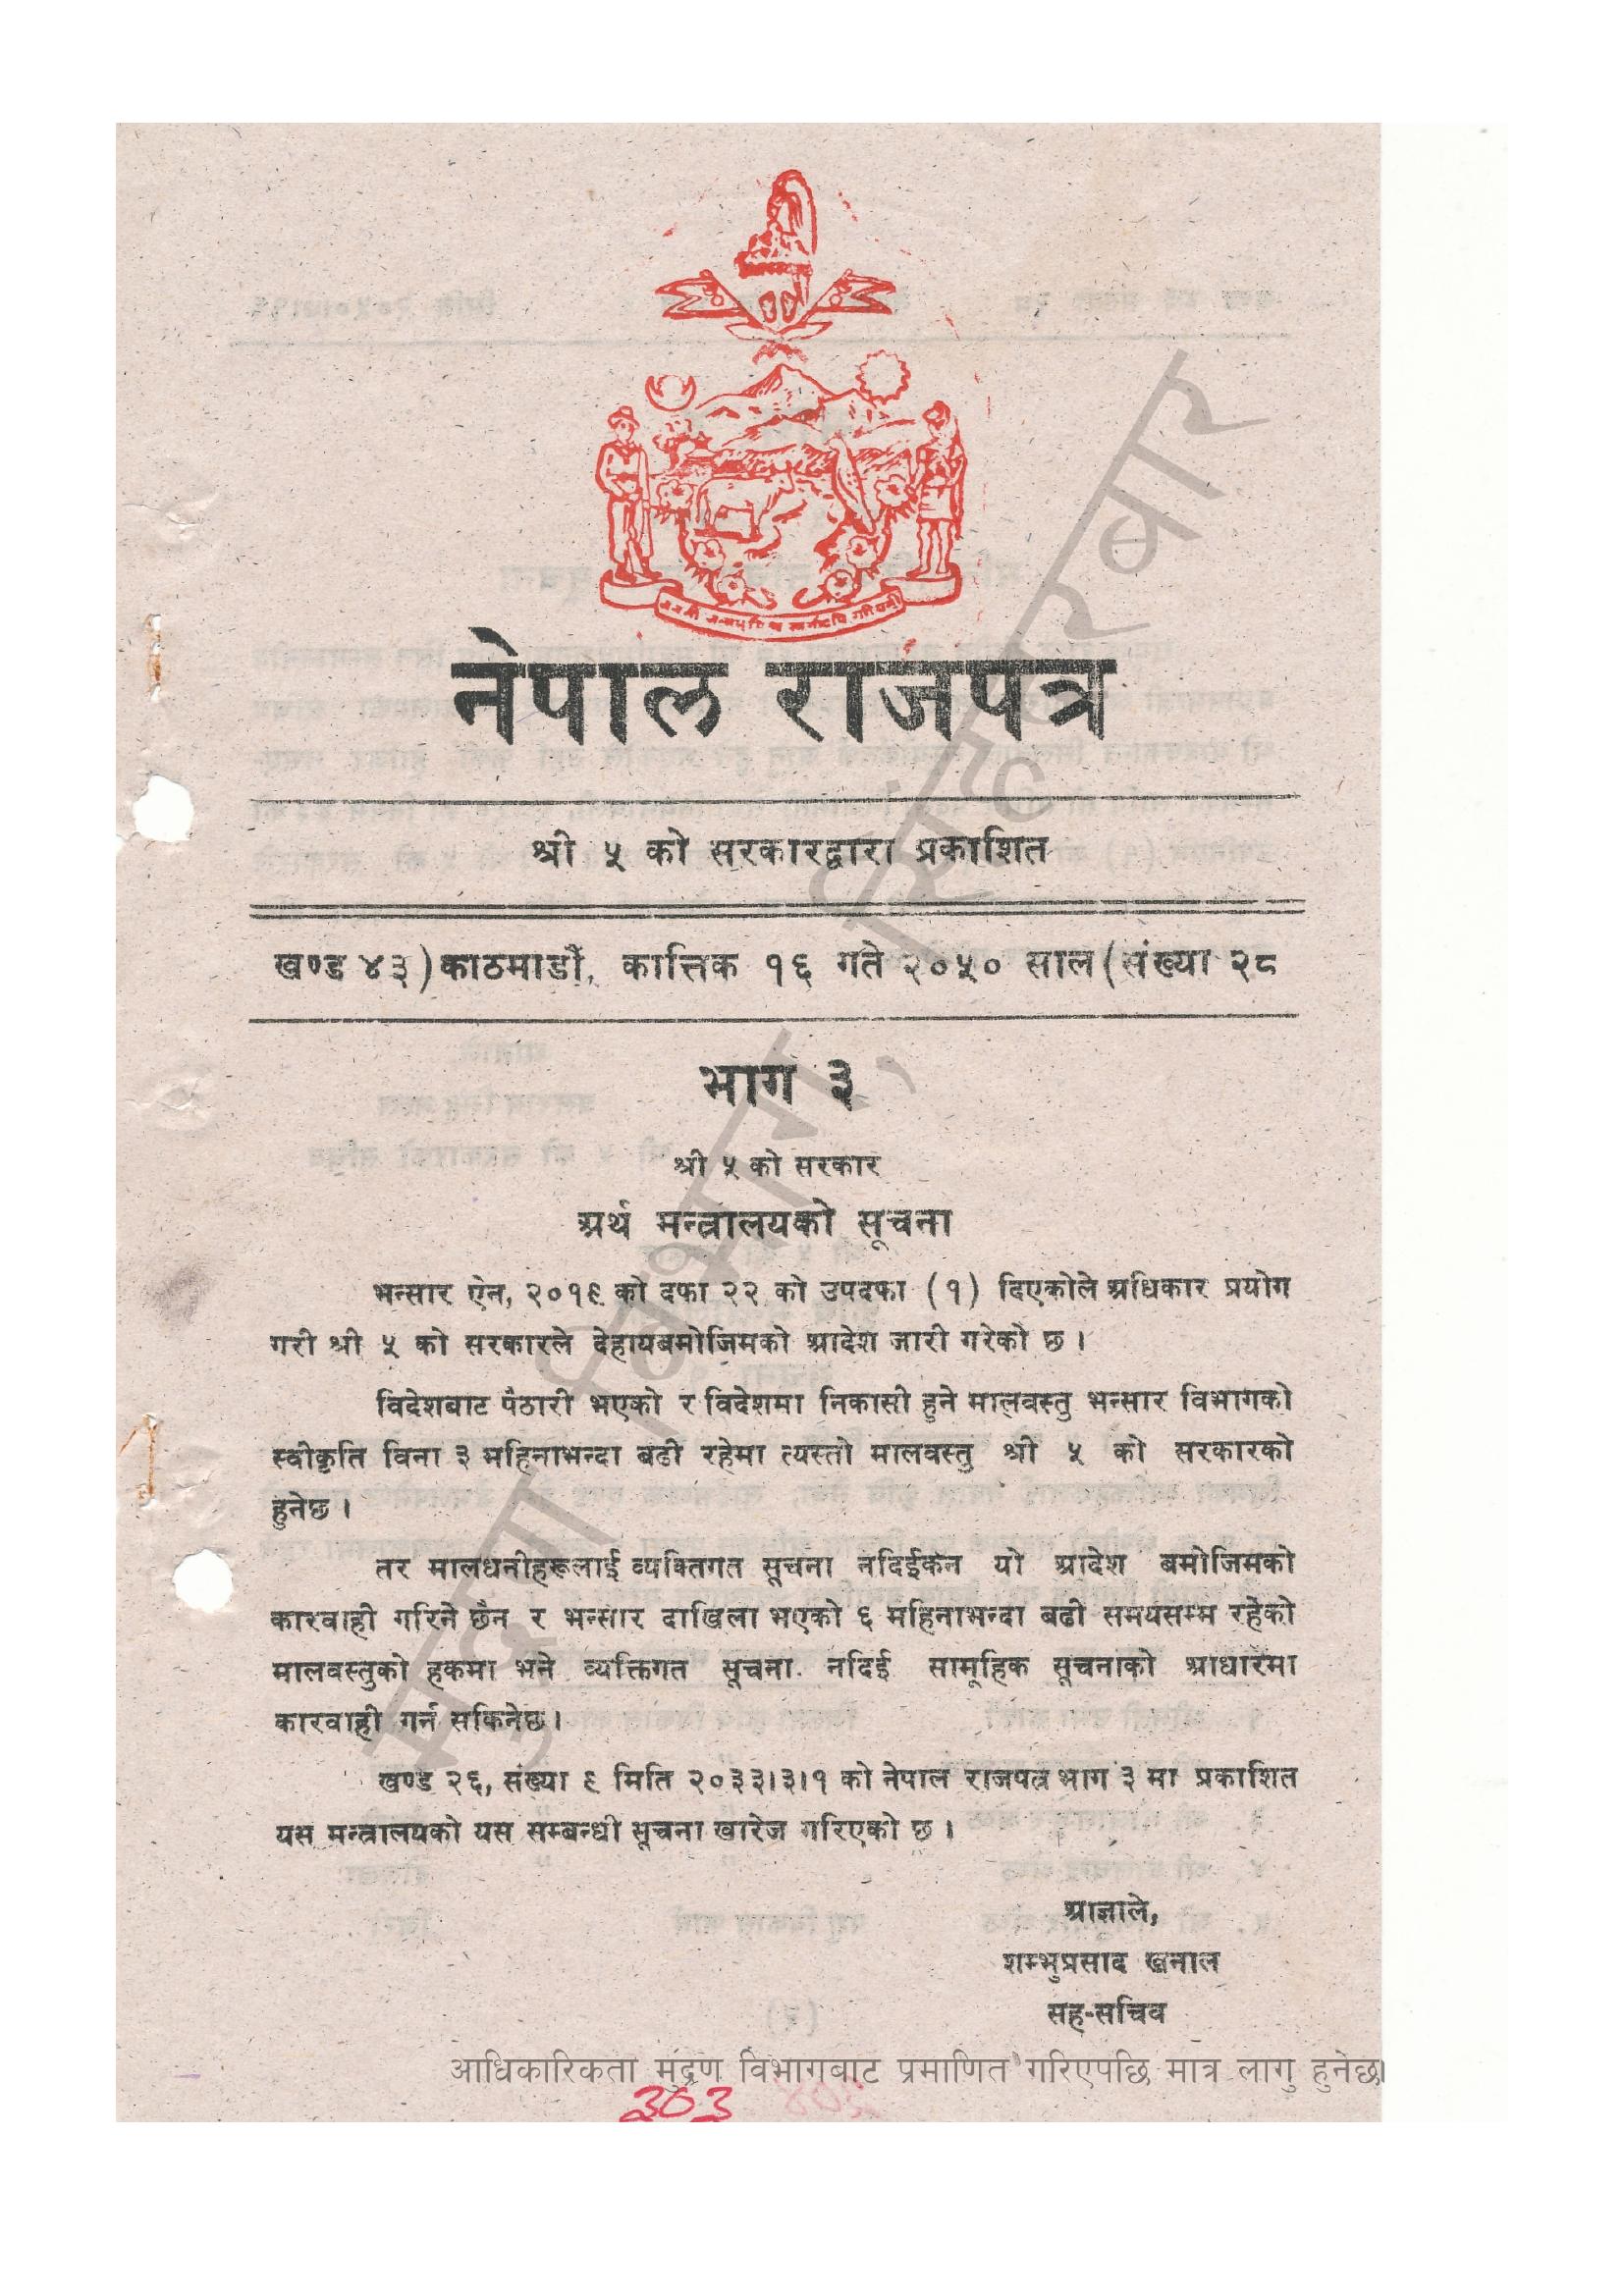 नेपाल राजपत्र
श्री ५ को सरकारद्वारा प्रकाशित
खण्ड ४३) काठमाडौं, कात्तिक १६ गते २०५० साल (संख्या २८
भाग ३
श्री ५ को सरकार
अर्थ मन्त्रालयको सूचना
भन्सार ऐन, २०१९ को दफा २२ को उपदफा (१) दिएकोले अधिकार प्रयोग
गरी श्री ५ को सरकारले देहायबमोजिमको आदेश जारी गरेको छ ।
विदेशबाट पैठारी भएको र विदेशमा निकासी हुने मालवस्तु भन्सार विभागको
स्वीकृति विना ३ महिनाभन्दा बढी रहेमा त्यस्तो मालवस्तु श्री ५ को सरकारको
हुनेछ ।
तर मालधनीहरूलाई व्यक्तिगत सूचना नदिईकन यो आदेश बमोजिमको
कारवाही गरिने छैन र भन्सार दाखिला भएको ६ महिनाभन्दा बढी समयसम्म रहेको
मालवस्तुको हकमा भने व्यक्तिगत सूचना नदिई सामूहिक सूचनाको आधारमा
कारवाही गर्न सकिनेछ।
खण्ड २६, संख्या ९ मिति २०३३।३।१ को नेपाल राजपत्र भाग ३ मा प्रकाशित
यस मन्त्रालयको यस सम्बन्धी सूचना खारेज गरिएको छ ।
आज्ञाले,
शम्भुप्रसाद खनाल
सह-सचिव
आधिकारिकता मुद्रण विभागबाट प्रमाणित गरिएपछि मात्र लागु हुनेछ।
303
मुद्रण विभाग, सिंहदरबार